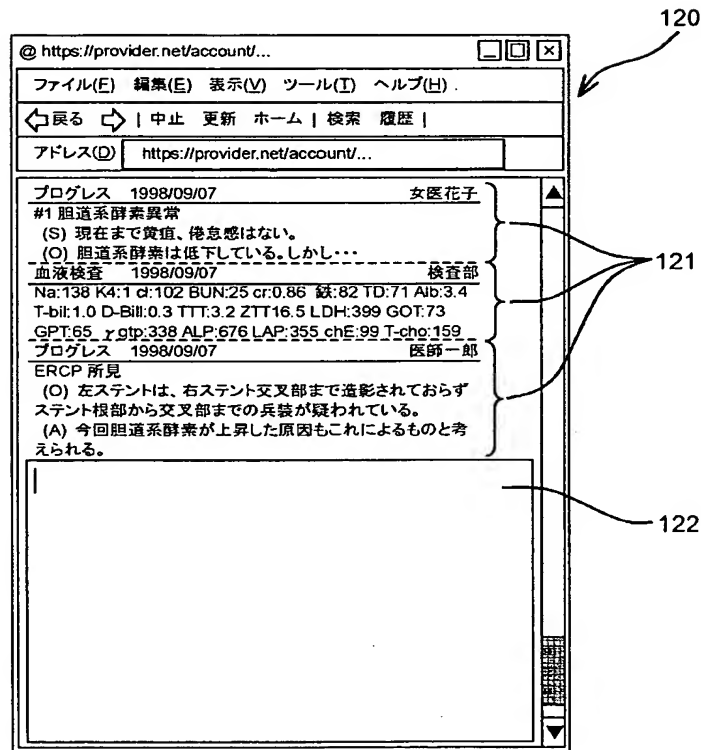 120
@ https://provider.net/account/...
ファイル(F) 編集(E) 表示(V) ツール(T) ヘルプ(H) .
戻る | 中止 更新 ホーム | 検索 履歴 |
アドレス(D) https://provider.net/account/...
プログレス 1998/09/07 女医花子
#1 胆道系酵素異常
(S) 現在まで黄疸、倦怠感はない。
(O) 胆道系酵素は低下している。しかし・・・
121
血液検査 1998/09/07 検査部
Na:138 K4:1 cl:102 BUN:25 cr:0.86 鉄:82 TD:71 Alb:3.4
T-bil:1.0 D-Bill:0.3 TTT:3.2 ZTT16.5 LDH:399 GOT:73
GPT:65 γgtp:338 ALP:676 LAP:355 chE:99 T-cho:159
プログレス 1998/09/07 医師一郎
ERCP 所見
(O) 左ステントは、右ステント交叉部まで造影されておらず
ステント根部から交叉部までの兵装が疑われている。
(A) 今回胆道系酵素が上昇した原因もこれによるものと考
えられる。
122